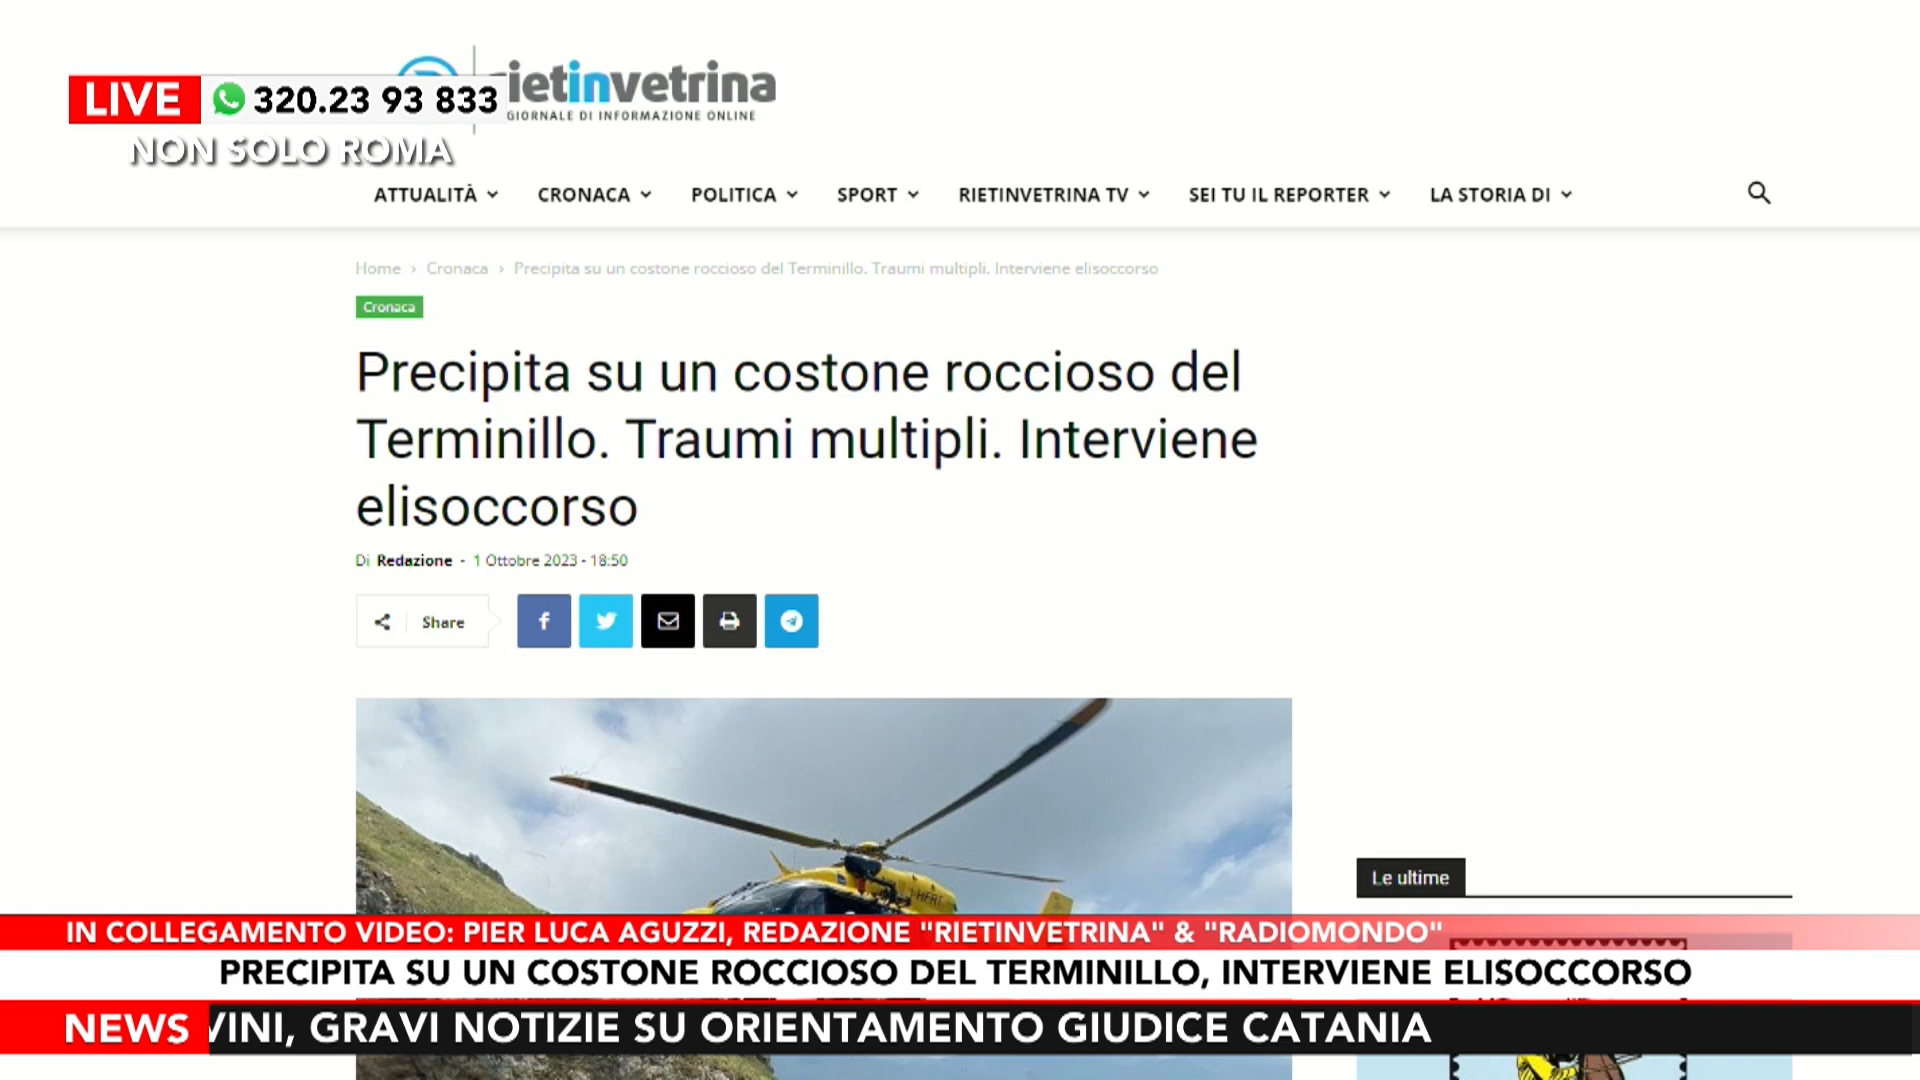 rietinvetrina
GIORNALE DI INFORMAZIONE ONLINE
LIVE 320.23 93 833
NON SOLO ROMA
ATTUALITÀ CRONACA POLITICA SPORT RIETINVETRINA TV SEI TU IL REPORTER LA STORIA DI
Home › Cronaca › Precipita su un costone roccioso del Terminillo. Traumi multipli. Interviene elisoccorso
Cronaca
Precipita su un costone roccioso del
Terminillo. Traumi multipli. Interviene
elisoccorso
Di Redazione - 1 Ottobre 2023 - 18:50
Share
I-HFRI
Le ultime
IN COLLEGAMENTO VIDEO: PIER LUCA AGUZZI, REDAZIONE "RIETINVETRINA" & "RADIOMONDO"
PRECIPITA SU UN COSTONE ROCCIOSO DEL TERMINILLO, INTERVIENE ELISOCCORSO
NEWS VINI, GRAVI NOTIZIE SU ORIENTAMENTO GIUDICE CATANIA